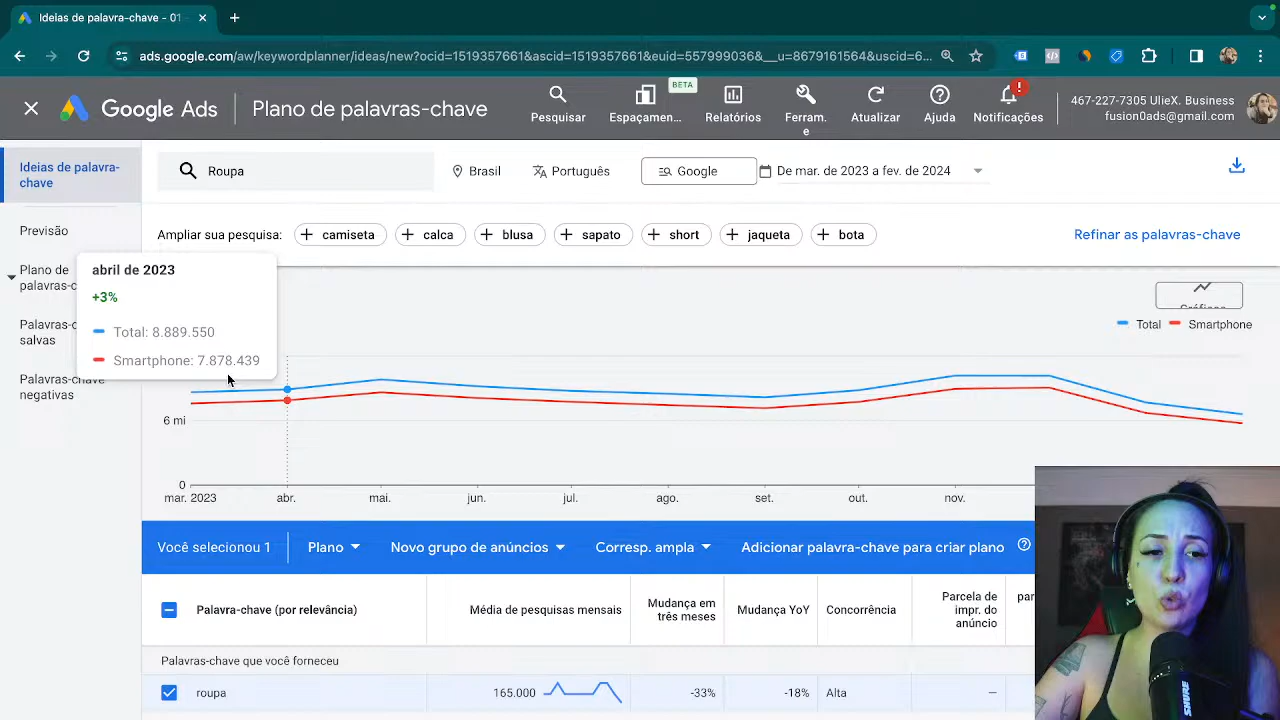 Ideias de palavra-chave - 01
ads.google.com/aw/keywordplanner/ideas/new?ocid=1519357661&ascid=1519357661&euid=557999036&__u=8679161564&uscid=6...
Google Ads
Plano de palavras-chave
Pesquisar
Espaçamen...
BETA
Relatórios
Ferram.
e
Atualizar
Ajuda
Notificações
467-227-7305 UlieX. Business
fusion0ads@gmail.com
Ideias de palavra-
chave
Previsão
Plano de
palavras-c
Palavras-c
salvas
Palavras-chave
negativas
Roupa
Brasil
Português
Google
De mar. de 2023 a fev. de 2024
Ampliar sua pesquisa:
camiseta
calca
blusa
sapato
short
jaqueta
bota
Refinar as palavras-chave
abril de 2023
+3%
Total: 8.889.550
Smartphone: 7.878.439
Gráficos
Total
Smartphone
6 mi
0
mar. 2023
abr.
mai.
jun.
jul.
ago.
set.
out.
nov.
Você selecionou 1
Plano
Novo grupo de anúncios
Corresp. ampla
Adicionar palavra-chave para criar plano
Palavra-chave (por relevância)
Média de pesquisas mensais
Mudança em
três meses
Mudança YoY
Concorrência
Parcela de
impr. do
anúncio
par
Palavras-chave que você forneceu
roupa
165.000
-33%
-18%
Alta
–
SHURE